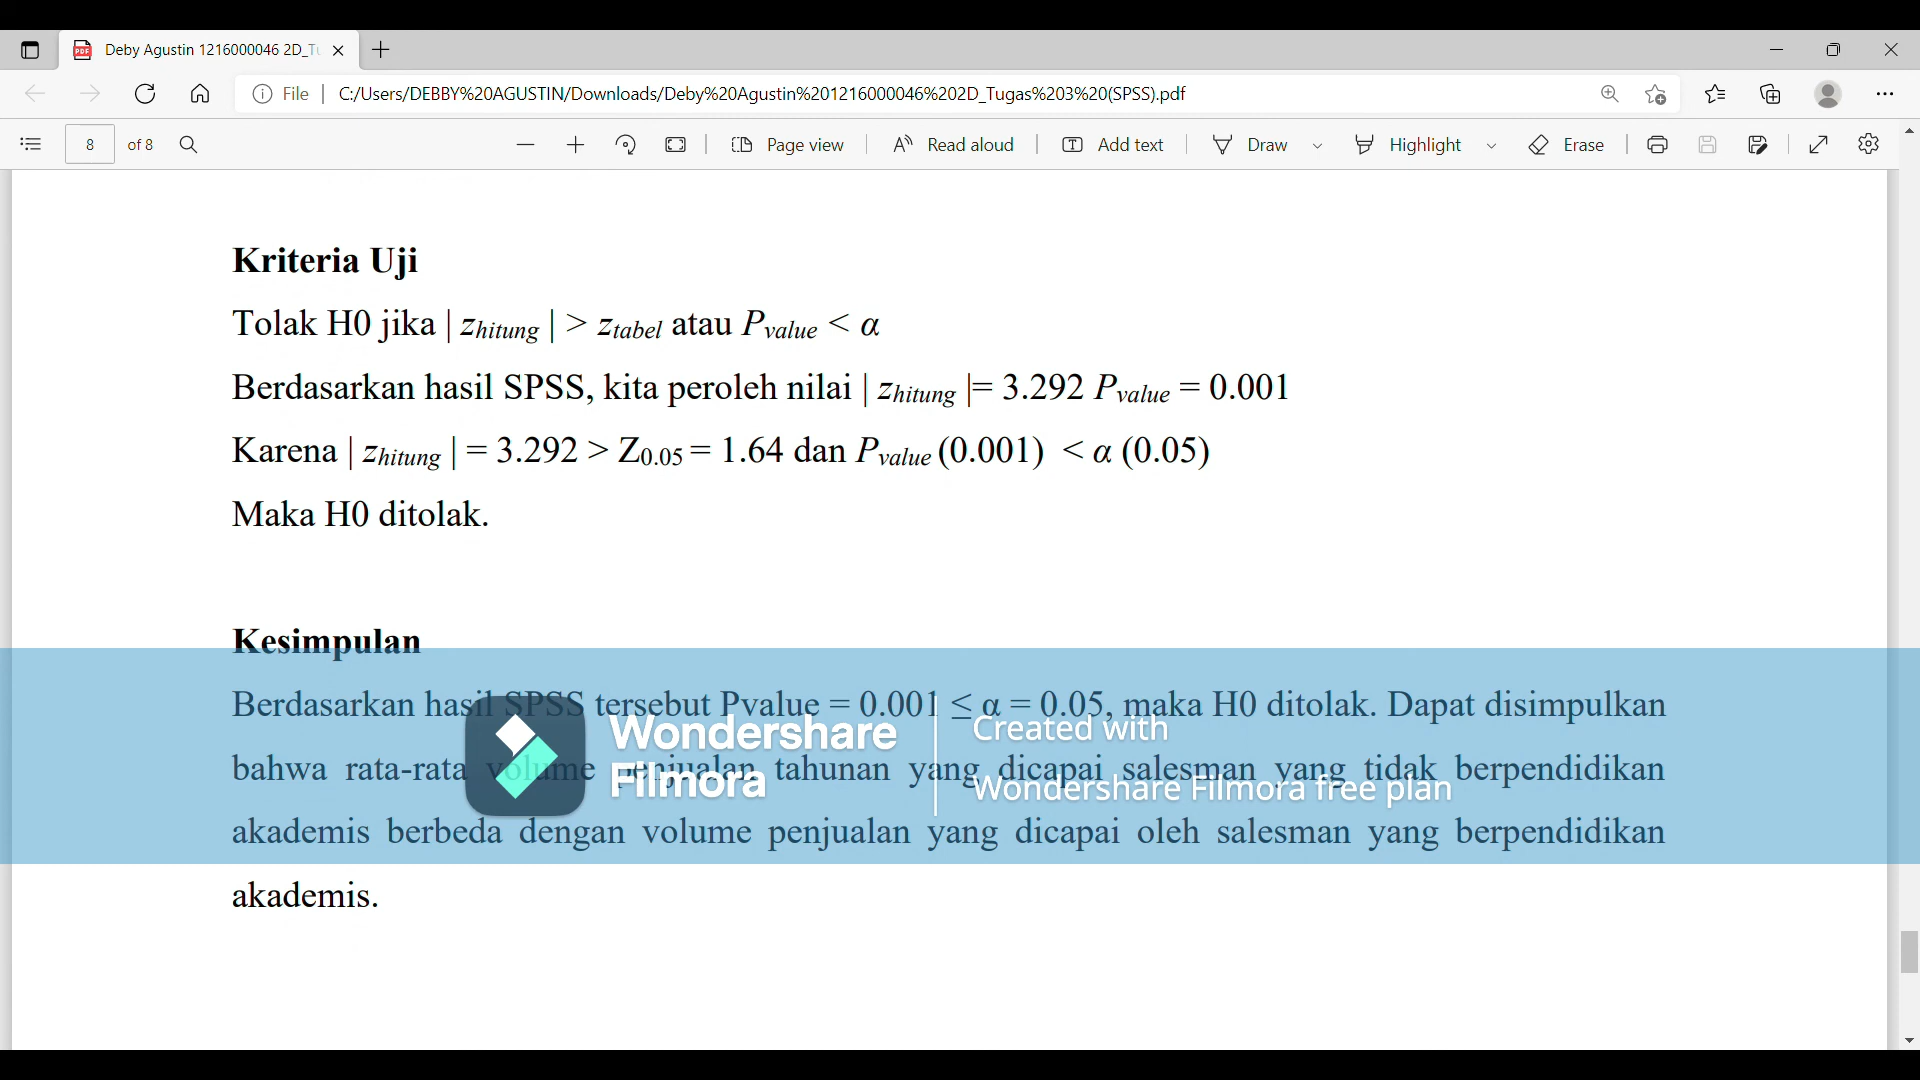 Deby Agustin 1216000046 2D_Tu
File
C:/Users/DEBBY%20AGUSTIN/Downloads/Deby%20Agustin%201216000046%202D_Tugas%203%20(SPSS).pdf
8 of 8
Page view
Read aloud
Add text
Draw
Highlight
Erase
Kriteria Uji
Tolak H0 jika | zhitung | > ztabel atau Pvalue < α
Berdasarkan hasil SPSS, kita peroleh nilai | zhitung |= 3.292 Pvalue = 0.001
Karena | zhitung | = 3.292 > Z0.05 = 1.64 dan Pvalue (0.001) < α (0.05)
Maka H0 ditolak.
Kesimpulan
Berdasarkan hasil SPSS tersebut Pvalue = 0.001 ≤ α = 0.05, maka H0 ditolak. Dapat disimpulkan
bahwa rata-rata volume penjualan tahunan yang dicapai salesman yang tidak berpendidikan
akademis berbeda dengan volume penjualan yang dicapai oleh salesman yang berpendidikan
akademis.
Wondershare
Filmora
Created with
Wondershare Filmora free plan